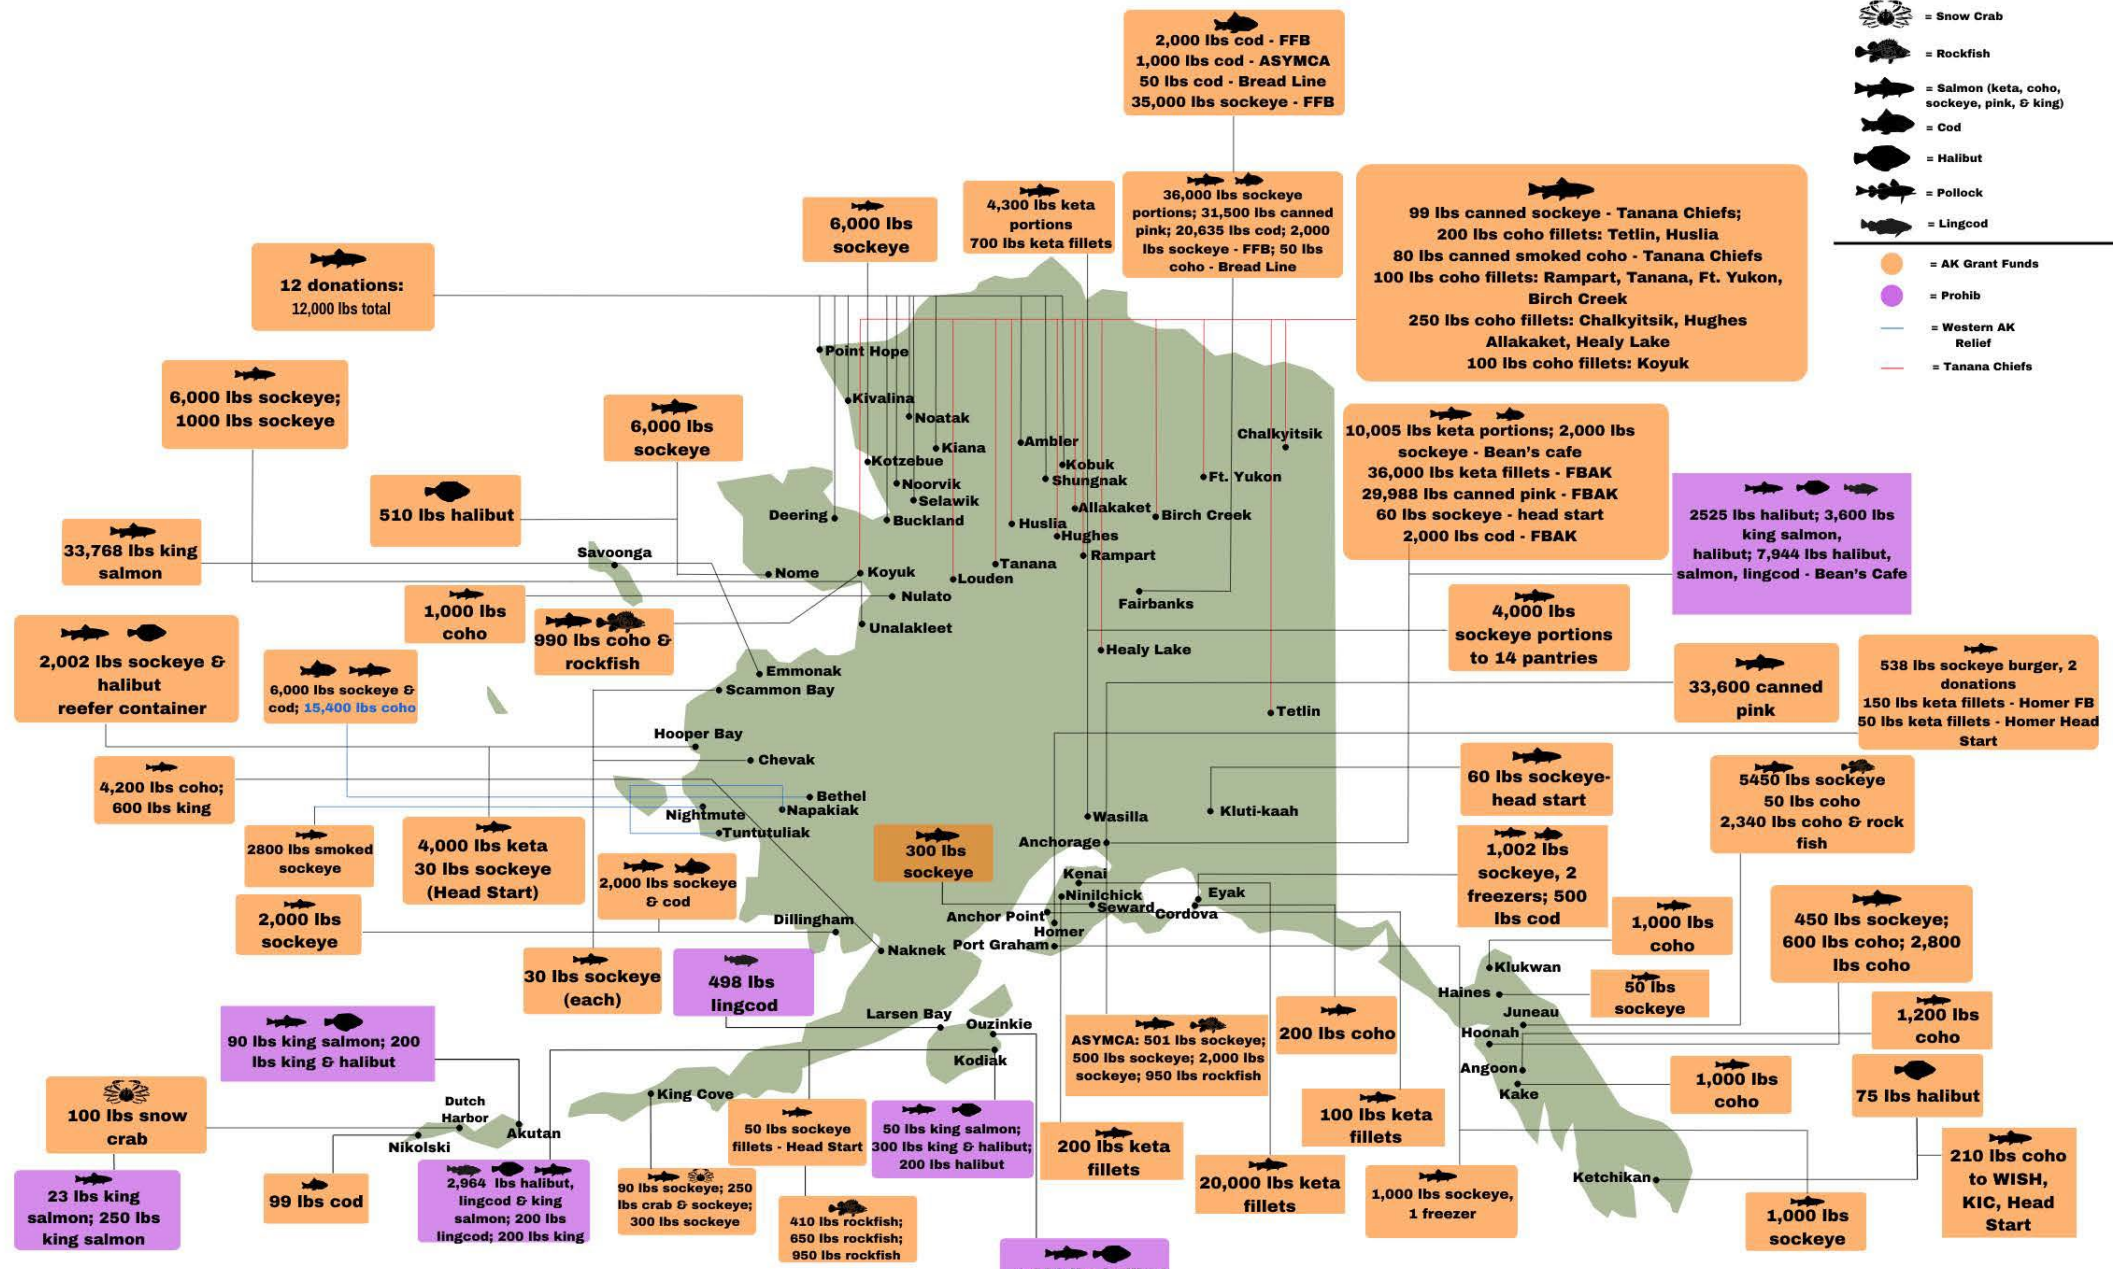 2,000 lbs cod - FFB
1,000 lbs cod - ASYMCA
50 lbs cod - Bread Line
35,000 lbs sockeye - FFB
= Snow Crab
= Rockfish
= Salmon (keta, coho,
sockeye, pink, & king)
= Cod
= Halibut
= Pollock
= Lingcod
= AK Grant Funds
= Prohib
= Western AK
Relief
= Tanana Chiefs
6,000 lbs
sockeye
4,300 lbs keta
portions
700 lbs keta fillets
36,000 lbs sockeye
portions; 31,500 lbs canned
pink; 20,635 lbs cod; 2,000
lbs sockeye - FFB; 50 lbs
coho - Bread Line
99 lbs canned sockeye - Tanana Chiefs;
200 lbs coho fillets: Tetlin, Huslia
80 lbs canned smoked coho - Tanana Chiefs
100 lbs coho fillets: Rampart, Tanana, Ft. Yukon,
Birch Creek
250 lbs coho fillets: Chalkyitsik, Hughes
Allakaket, Healy Lake
100 lbs coho fillets: Koyuk
12 donations:
12,000 lbs total
6,000 lbs sockeye;
1000 lbs sockeye
6,000 lbs
sockeye
510 lbs halibut
33,768 lbs king
salmon
1,000 lbs
coho
990 lbs coho &
rockfish
2,002 lbs sockeye &
halibut
reefer container
6,000 lbs sockeye &
cod; 15,400 lbs coho
4,200 lbs coho;
600 lbs king
2800 lbs smoked
sockeye
4,000 lbs keta
30 lbs sockeye
(Head Start)
2,000 lbs sockeye
& cod
2,000 lbs
sockeye
30 lbs sockeye
(each)
498 lbs
lingcod
300 lbs
sockeye
10,005 lbs keta portions; 2,000 lbs
sockeye - Bean's cafe
36,000 lbs keta fillets - FBAK
29,988 lbs canned pink - FBAK
60 lbs sockeye - head start
2,000 lbs cod - FBAK
2525 lbs halibut; 3,600 lbs
king salmon,
halibut; 7,944 lbs halibut,
salmon, lingcod - Bean's Cafe
4,000 lbs
sockeye portions
to 14 pantries
33,600 canned
pink
538 lbs sockeye burger, 2
donations
150 lbs keta fillets - Homer FB
50 lbs keta fillets - Homer Head
Start
60 lbs sockeye-
head start
5450 lbs sockeye
50 lbs coho
2,340 lbs coho & rock
fish
1,002 lbs
sockeye, 2
freezers; 500
lbs cod
1,000 lbs
coho
450 lbs sockeye;
600 lbs coho; 2,800
lbs coho
50 lbs
sockeye
1,200 lbs
coho
1,000 lbs
coho
75 lbs halibut
210 lbs coho
to WISH,
KIC, Head
Start
1,000 lbs
sockeye
1,000 lbs sockeye,
1 freezer
100 lbs keta
fillets
200 lbs coho
20,000 lbs keta
fillets
200 lbs keta
fillets
ASYMCA: 501 lbs sockeye;
500 lbs sockeye; 2,000 lbs
sockeye; 950 lbs rockfish
50 lbs king salmon;
300 lbs king & halibut;
200 lbs halibut
50 lbs sockeye
fillets - Head Start
410 lbs rockfish;
650 lbs rockfish;
950 lbs rockfish
90 lbs sockeye; 250
lbs crab & sockeye;
300 lbs sockeye
2,964 lbs halibut,
lingcod & king
salmon; 200 lbs
lingcod; 200 lbs king
99 lbs cod
90 lbs king salmon; 200
lbs king & halibut
100 lbs snow
crab
23 lbs king
salmon; 250 lbs
king salmon
Point Hope
Kivalina
Noatak
Kiana
Kotzebue
Noorvik
Selawik
Deering
Buckland
Ambler
Kobuk
Shungnak
Allakaket
Huslia
Hughes
Rampart
Birch Creek
Ft. Yukon
Chalkyitsik
Savoonga
Nome
Koyuk
Louden
Tanana
Nulato
Fairbanks
Unalakleet
Healy Lake
Emmonak
Scammon Bay
Tetlin
Hooper Bay
Chevak
Bethel
Napakiak
Nightmute
Tuntutuliak
Wasilla
Kluti-kaah
Anchorage
Kenai
Ninilchick
Seward
Eyak
Cordova
Anchor Point
Homer
Port Graham
Dillingham
Naknek
Larsen Bay
Ouzinkie
Kodiak
King Cove
Dutch
Harbor
Akutan
Nikolski
Klukwan
Haines
Juneau
Hoonah
Angoon
Kake
Ketchikan